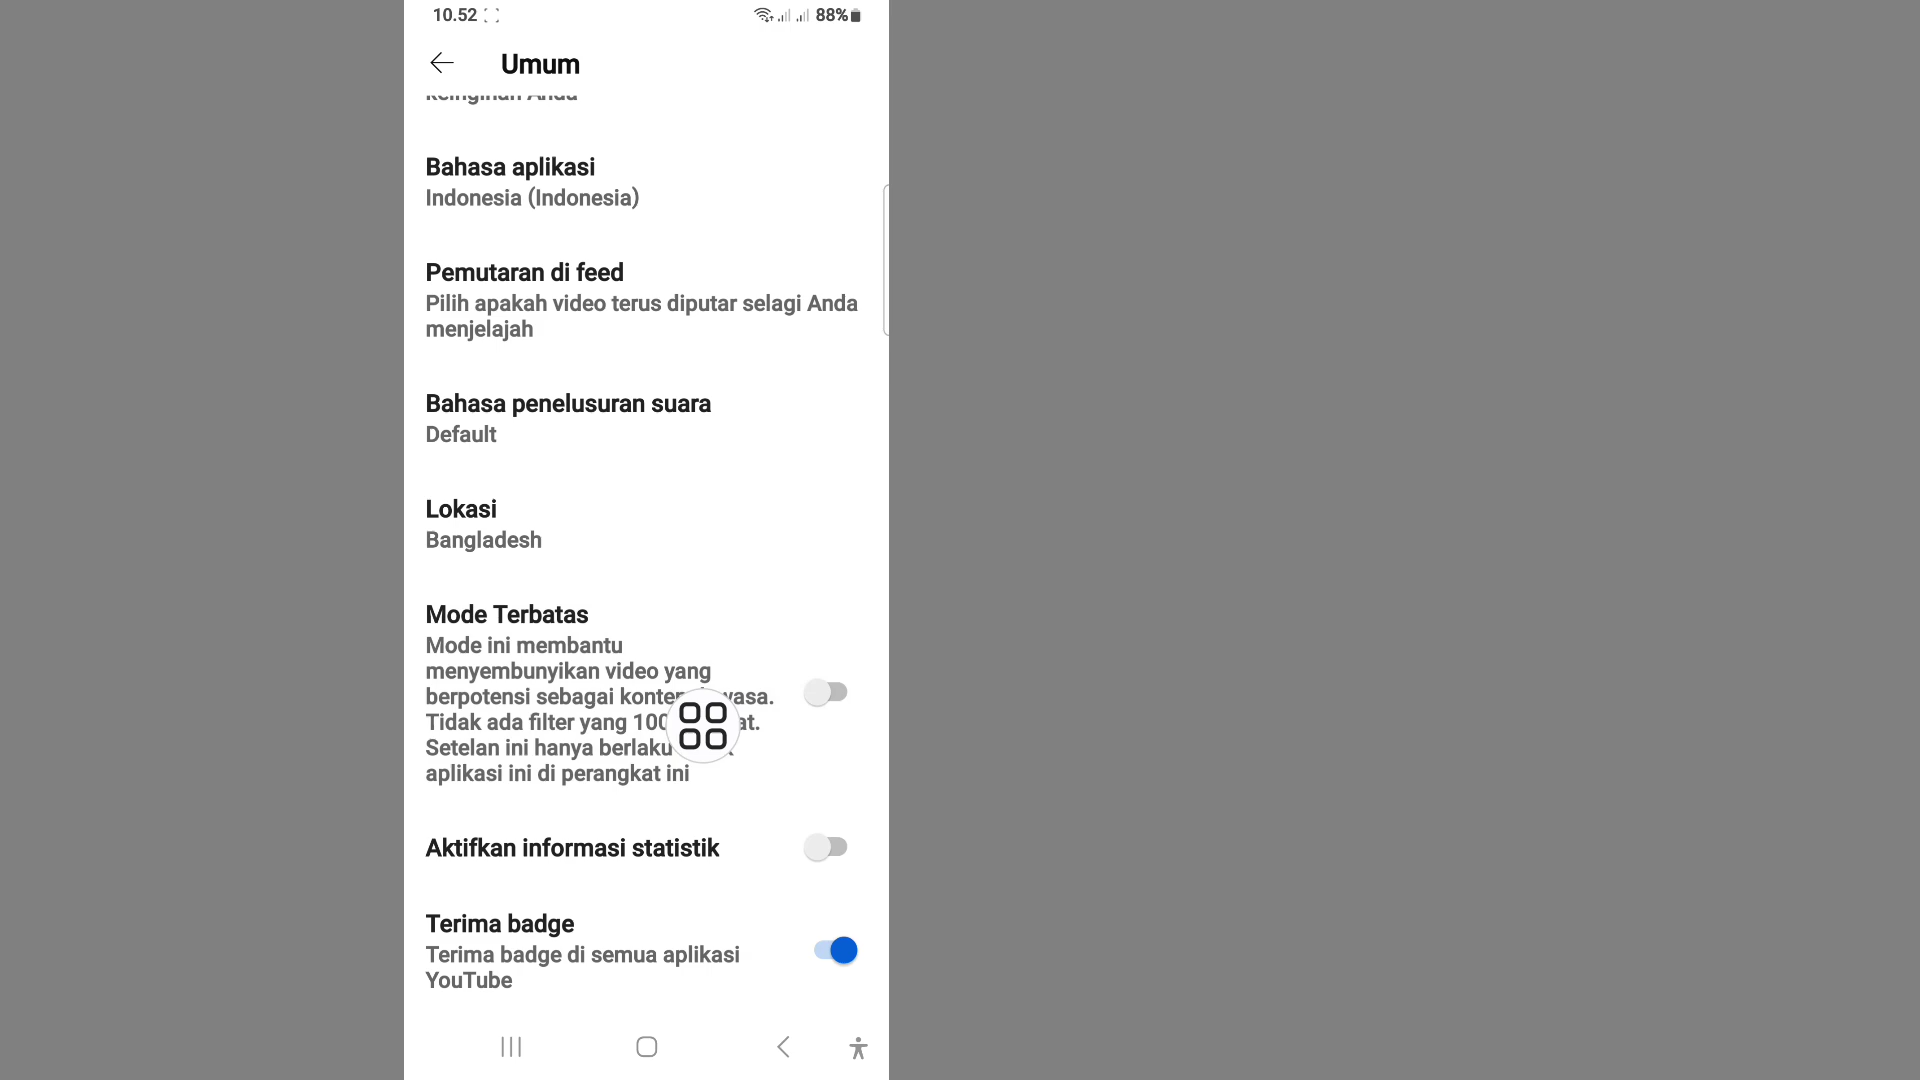 10.52
88%
Umum
keinginan Anda
Bahasa aplikasi
Indonesia (Indonesia)
Pemutaran di feed
Pilih apakah video terus diputar selagi Anda
menjelajah
Bahasa penelusuran suara
Default
Lokasi
Bangladesh
Mode Terbatas
Mode ini membantu
menyembunyikan video yang
berpotensi sebagai
Tidak ada filter yang
Setelan ini hanya berlaku
aplikasi ini di perangkat ini
Aktifkan informasi statistik
Terima badge
Terima badge di semua aplikasi
YouTube